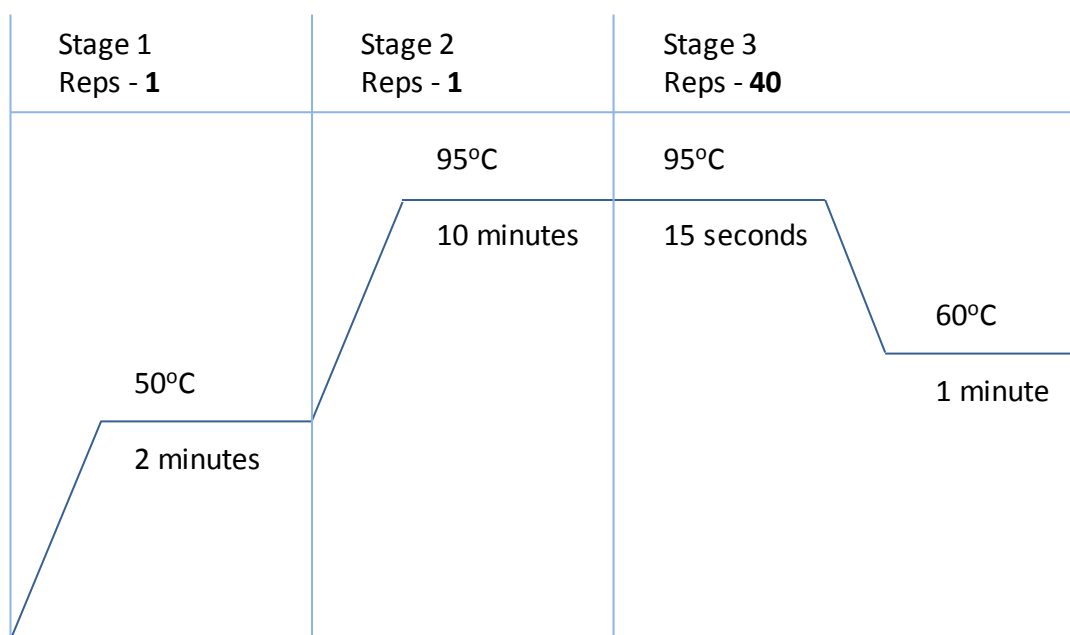 Stage 1
Reps - 1
Stage 2
Reps - 1
Stage 3
Reps - 40
50°C
2 minutes
95°C
10 minutes
95°C
15 seconds
60°C
1 minute